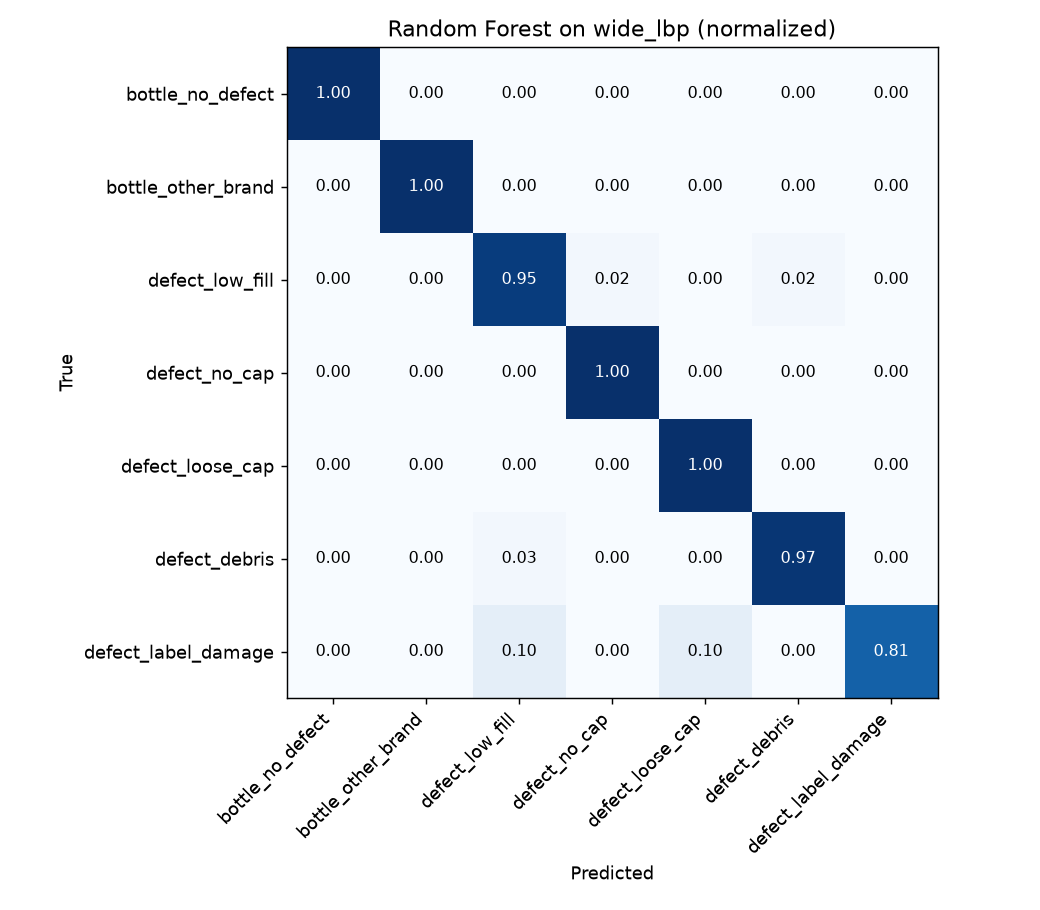 Random Forest on wide_lbp (normalized)
bottle_no_defect 1.00 0.00 0.00 0.00 0.00 0.00 0.00
bottle_other_brand 0.00 1.00 0.00 0.00 0.00 0.00 0.00
defect_low_fill 0.00 0.00 0.95 0.02 0.00 0.02 0.00
defect_no_cap 0.00 0.00 0.00 1.00 0.00 0.00 0.00
defect_loose_cap 0.00 0.00 0.00 0.00 1.00 0.00 0.00
defect_debris 0.00 0.00 0.03 0.00 0.00 0.97 0.00
defect_label_damage 0.00 0.00 0.10 0.00 0.10 0.00 0.81
True
bottle_no_defect
bottle_other_brand
defect_low_fill
defect_no_cap
defect_loose_cap
defect_debris
defect_label_damage
Predicted